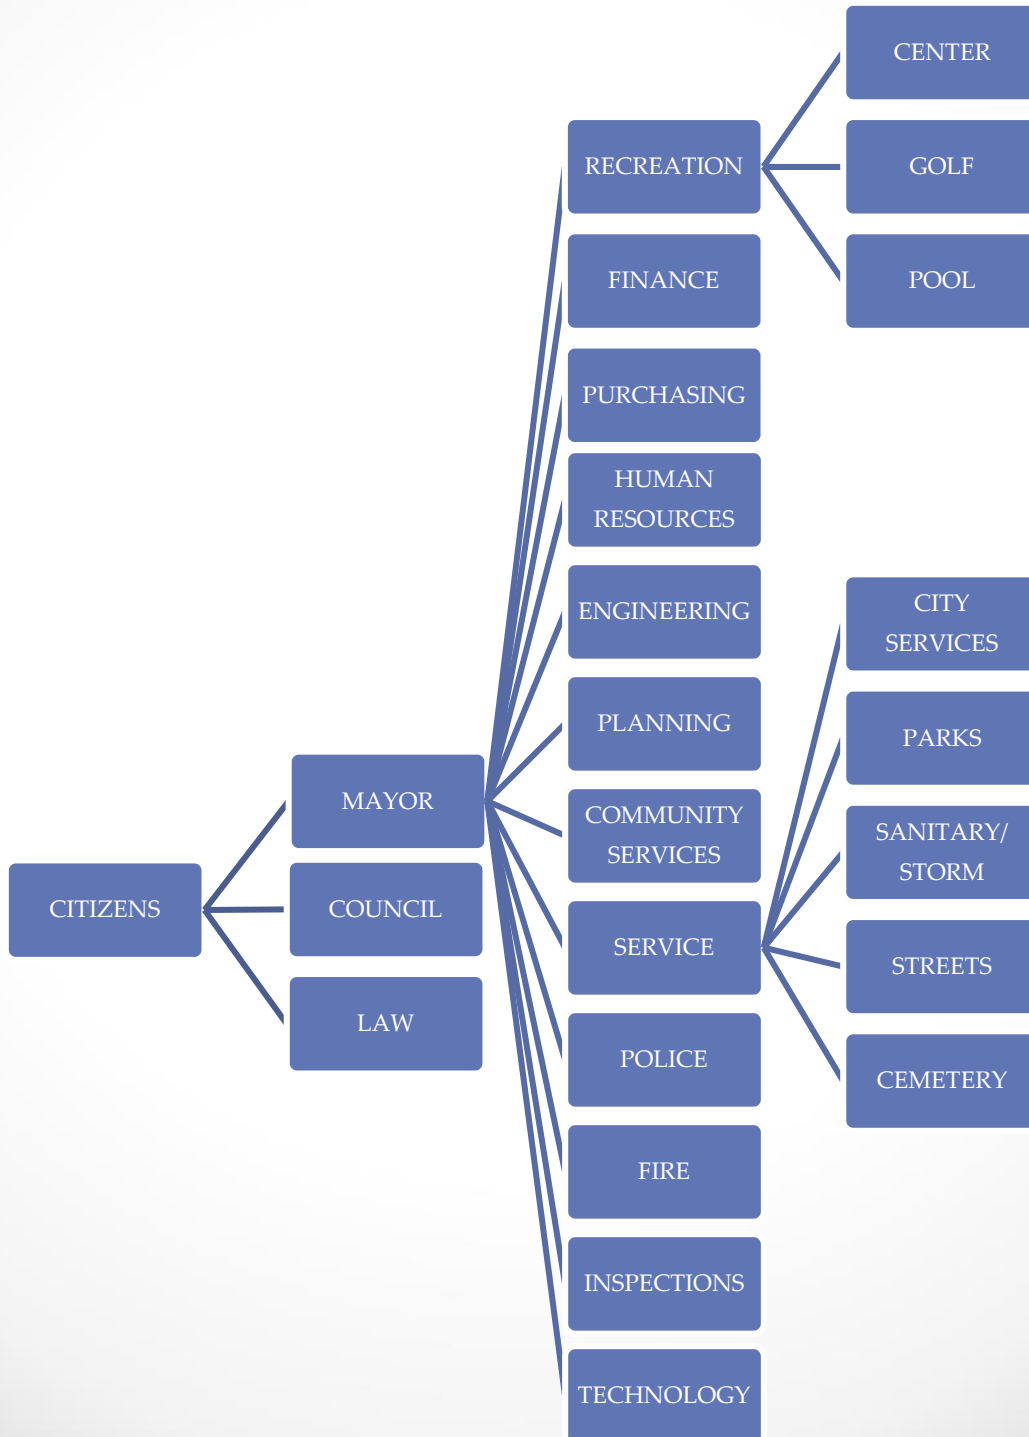 CITIZENS
MAYOR
COUNCIL
LAW
RECREATION
FINANCE
PURCHASING
HUMAN
RESOURCES
ENGINEERING
PLANNING
COMMUNITY
SERVICES
SERVICE
POLICE
FIRE
INSPECTIONS
TECHNOLOGY
CENTER
GOLF
POOL
CITY
SERVICES
PARKS
SANITARY/
STORM
STREETS
CEMETERY